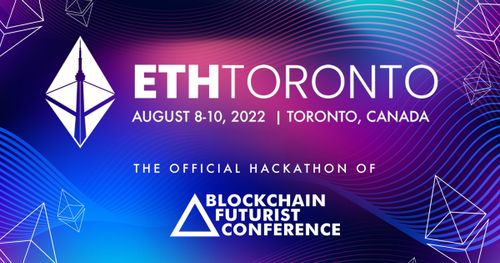 ETHTORONTO
AUGUST 8-10, 2022 | TORONTO, CANADA
THE OFFICIAL HACKATHON OF
BLOCKCHAIN
FUTURIST
CONFERENCE